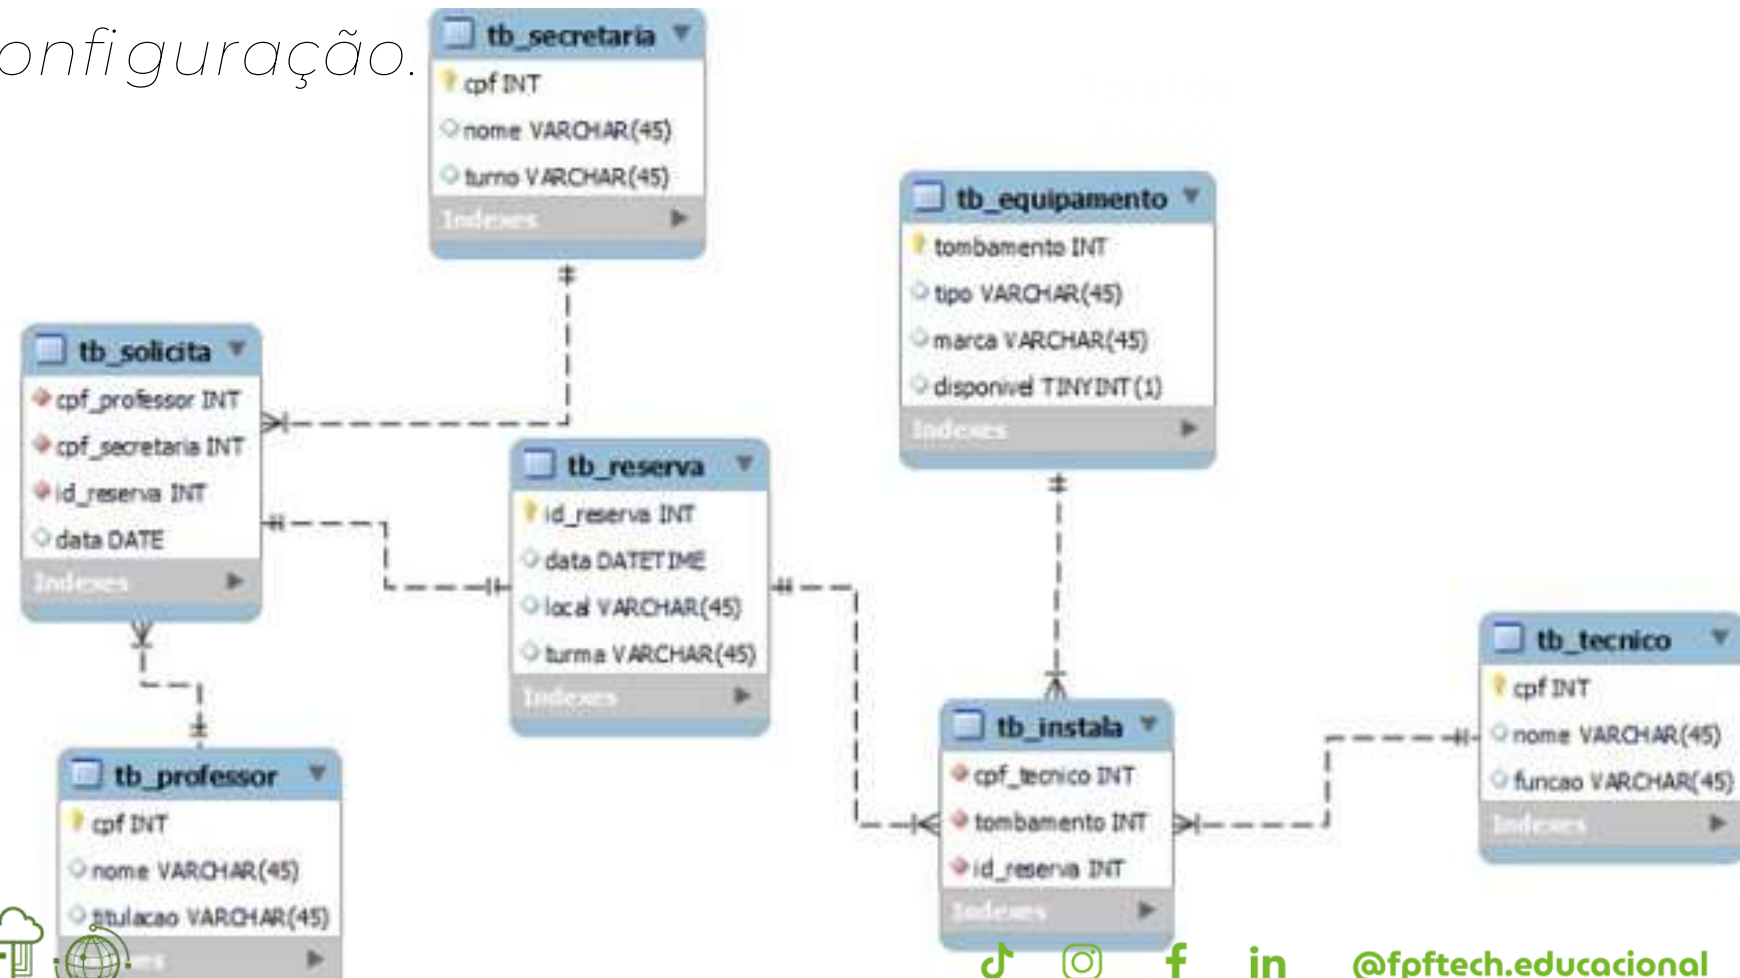 onfiguração.
tb_secretaria
cpf INT
nome VARCHAR(45)
turno VARCHAR(45)
Indexes
tb_equipamento
tombamento INT
tipo VARCHAR(45)
marca VARCHAR(45)
disponivel TINYINT(1)
Indexes
tb_solicita
cpf_professor INT
cpf_secretaria INT
id_reserva INT
data DATE
Indexes
tb_reserva
id_reserva INT
data DATETIME
local VARCHAR(45)
turma VARCHAR(45)
Indexes
tb_tecnico
cpf INT
nome VARCHAR(45)
funcao VARCHAR(45)
Indexes
tb_instala
cpf_tecnico INT
tombamento INT
id_reserva INT
Indexes
tb_professor
cpf INT
nome VARCHAR(45)
titulacao VARCHAR(45)
@fpftech.educacional